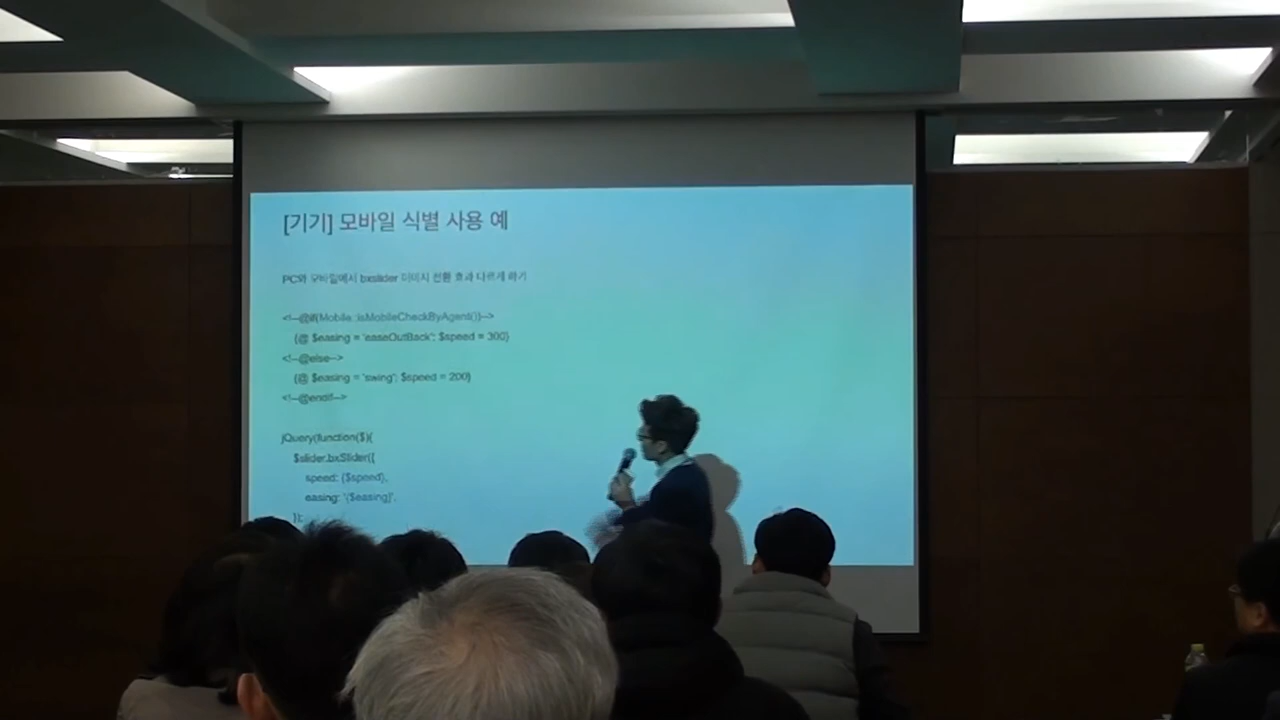 [기기] 모바일 식별 사용 예
PC와 모바일에서 bxslider 이미지 전환 효과 다르게 하기
<!--@if(Mobile::isMobileCheckByAgent())-->
{@ $easing = 'easeOutBack'; $speed = 300}
<!--@else-->
{@ $easing = 'swing'; $speed = 200}
<!--@endif-->
jQuery(function($){
$slider.bxSlider({
speed: {$speed},
easing: '{$easing}',
});